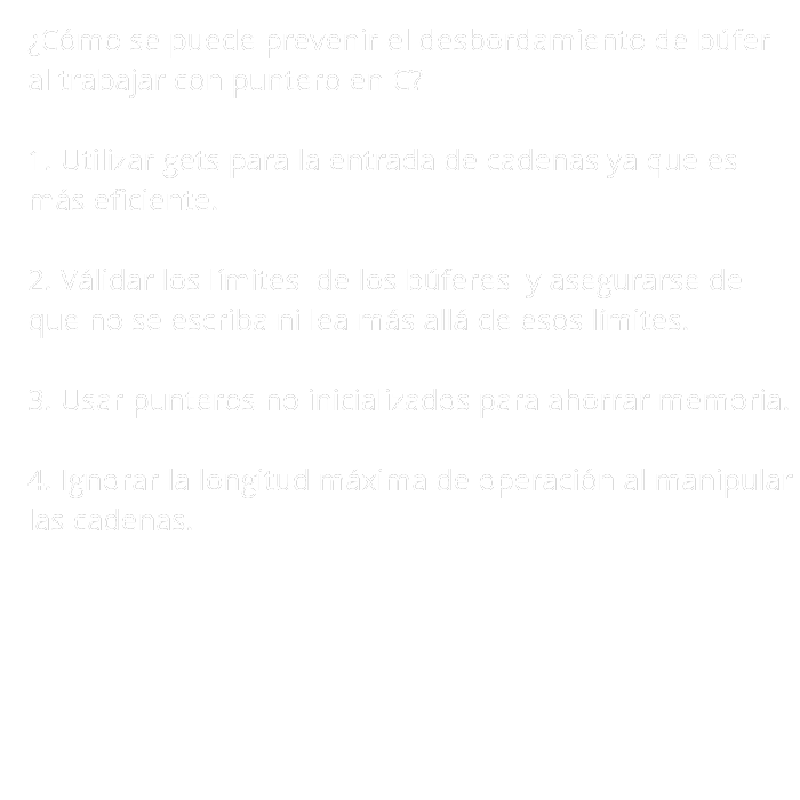 ¿Cómo se puede prevenir el desbordamiento de búfer
al trabajar con puntero en C?
1. Utilizar gets para la entrada de cadenas ya que es
más eficiente.
2. Válidar los límites de los búferes y asegurarse de
que no se escriba ni lea más allá de esos límites.
3. Usar punteros no inicializados para ahorrar memoria.
4. Ignorar la longitud máxima de operación al manipular
las cadenas.